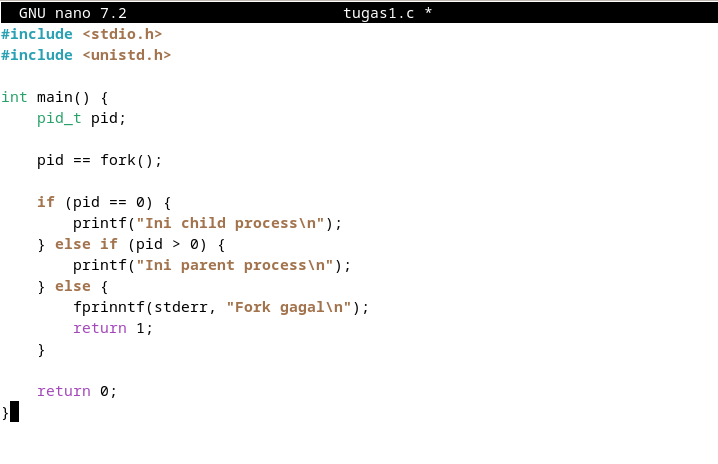 GNU nano 7.2 tugas1.c *
#include <stdio.h>
#include <unistd.h>
int main() {
    pid_t pid;
    pid == fork();
    if (pid == 0) {
        printf("Ini child process\n");
    } else if (pid > 0) {
        printf("Ini parent process\n");
    } else {
        fprinntf(stderr, "Fork gagal\n");
        return 1;
    }
    return 0;
}